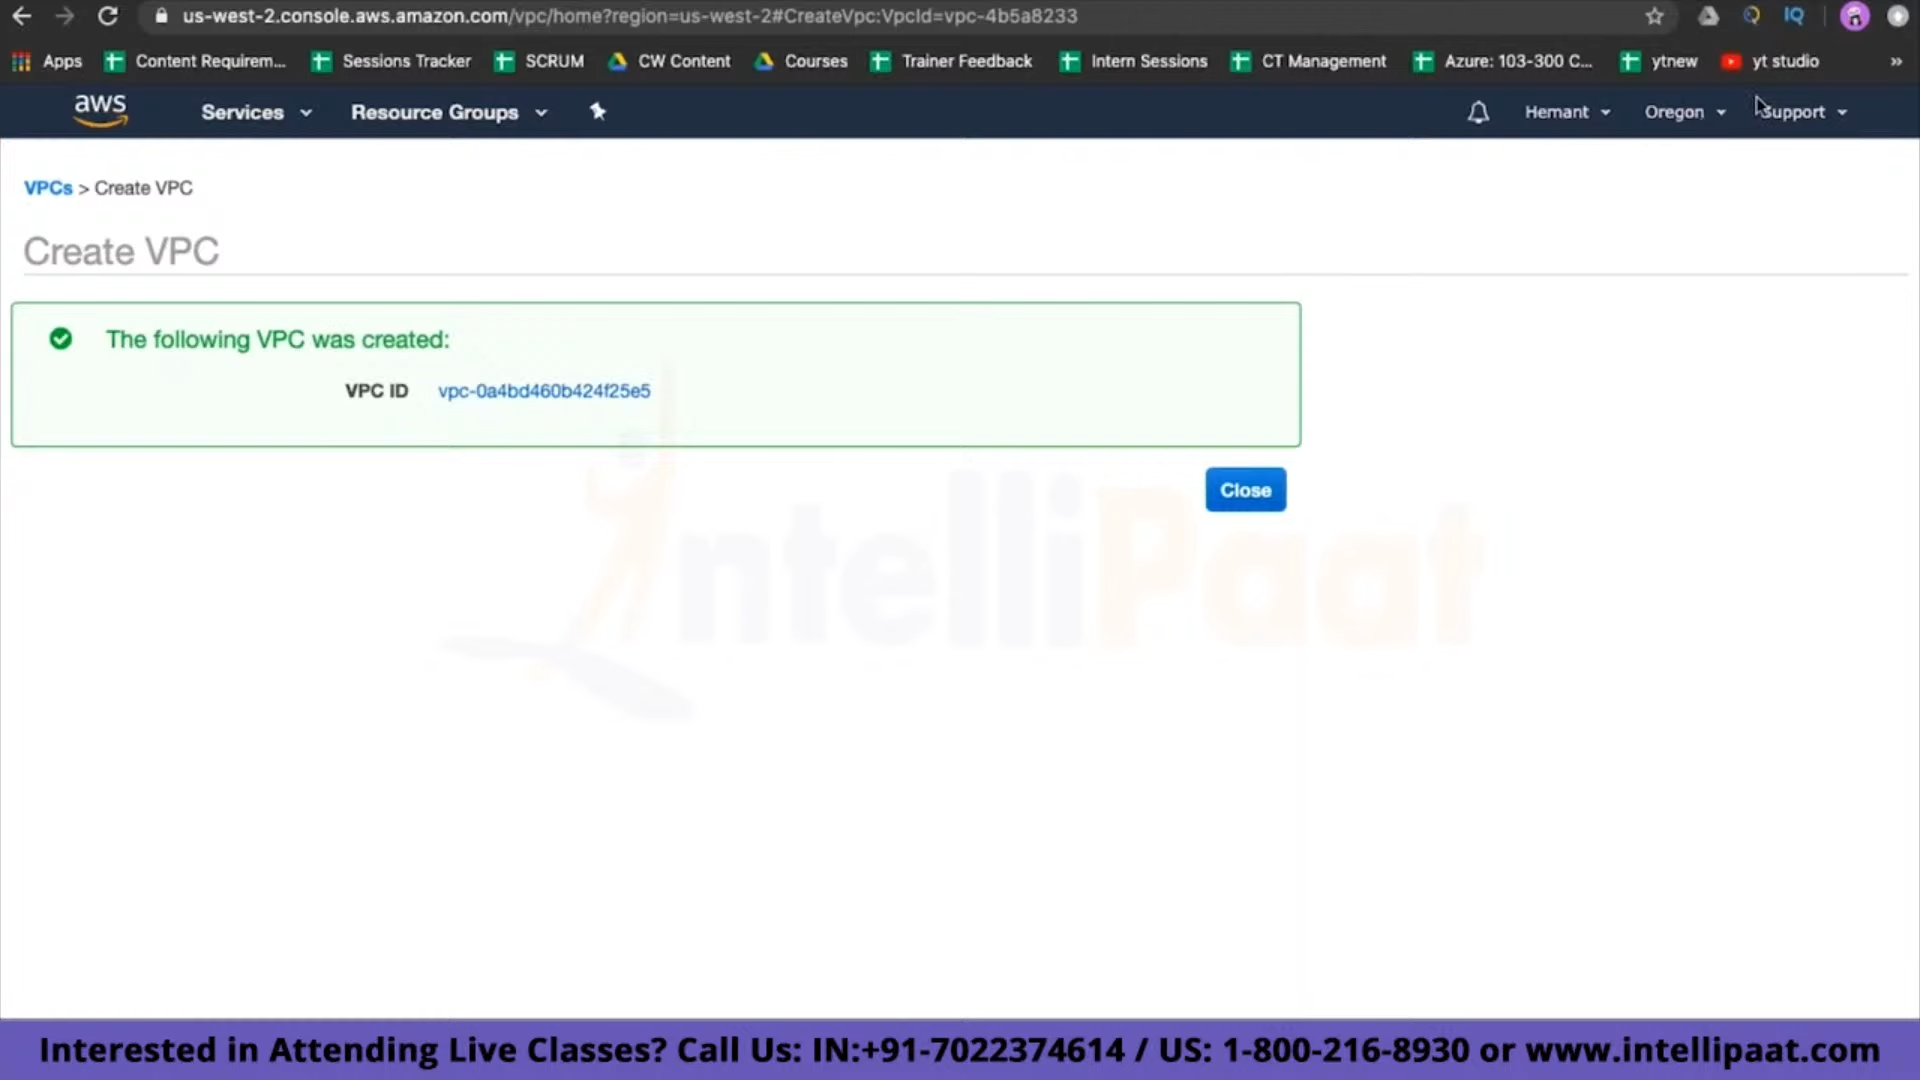 us-west-2.console.aws.amazon.com/vpc/home?region=us-west-2#CreateVpc:VpcId=vpc-4b5a8233
IQ
Apps Content Requirem... Sessions Tracker SCRUM CW Content Courses Trainer Feedback Intern Sessions CT Management Azure: 103-300 C... ytnew yt studio »
aws Services Resource Groups Hemant Oregon Support
VPCs > Create VPC
Create VPC
The following VPC was created:
VPC ID vpc-0a4bd460b424f25e5
Close
intelliPaat
Interested in Attending Live Classes? Call Us: IN:+91-7022374614 / US: 1-800-216-8930 or www.intellipaat.com